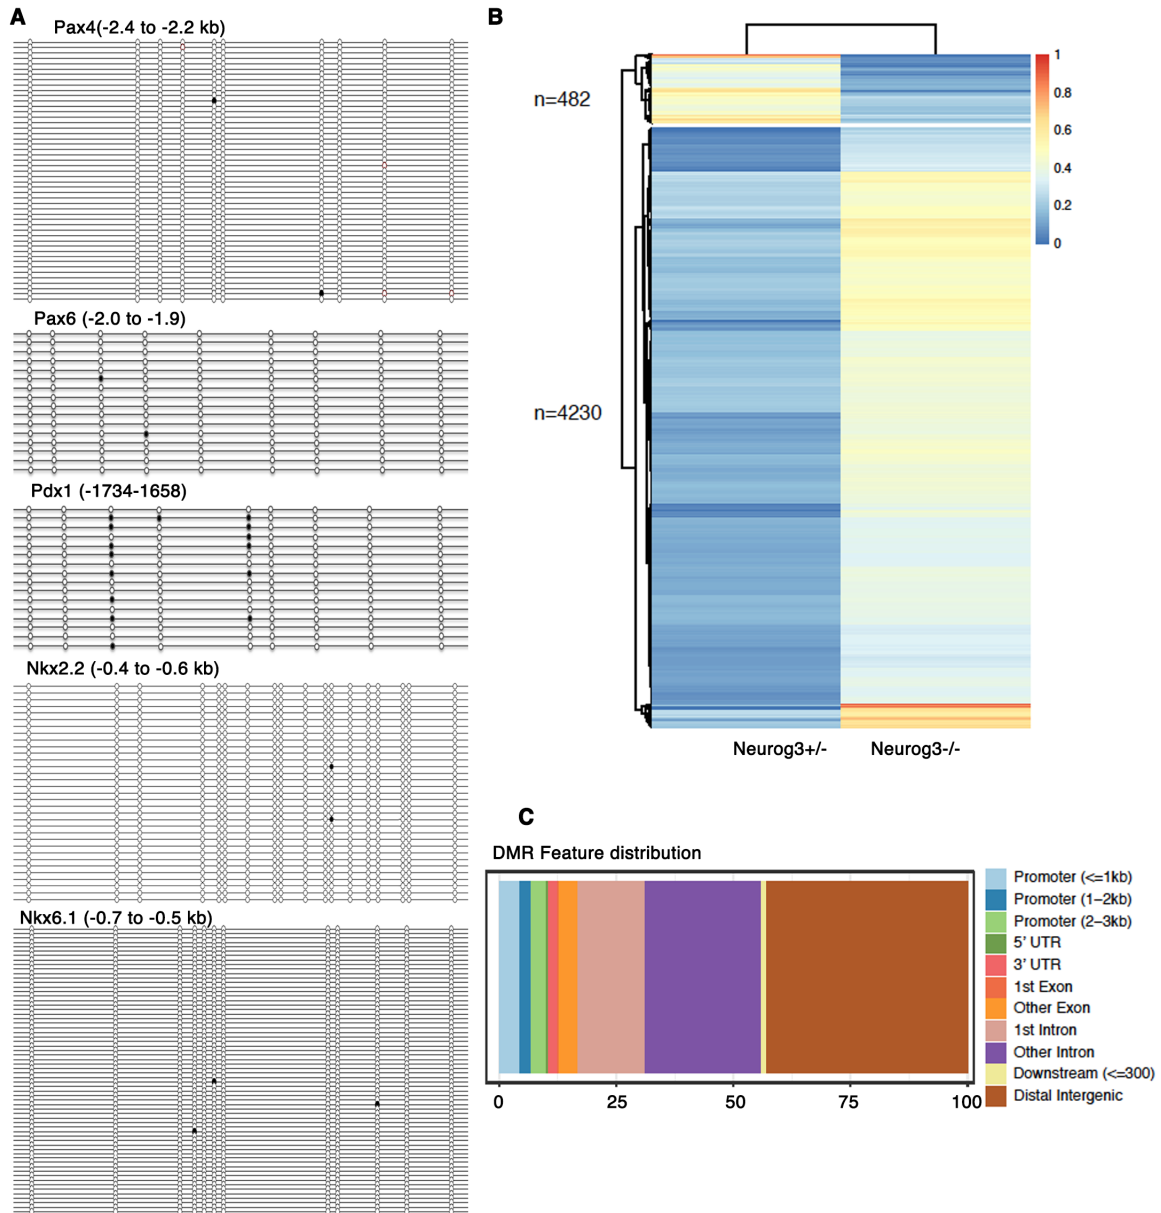 A
Pax4(-2.4 to -2.2 kb)
Pax6 (-2.0 to -1.9)
Pdx1 (-1734-1658)
Nkx2.2 (-0.4 to -0.6 kb)
Nkx6.1 (-0.7 to -0.5 kb)
B
n=482
n=4230
1
0.8
0.6
0.4
0.2
0
Neurog3+/-
Neurog3-/-
C
DMR Feature distribution
0
25
50
75
100
Promoter (<=1kb)
Promoter (1–2kb)
Promoter (2–3kb)
5' UTR
3' UTR
1st Exon
Other Exon
1st Intron
Other Intron
Downstream (<=300)
Distal Intergenic